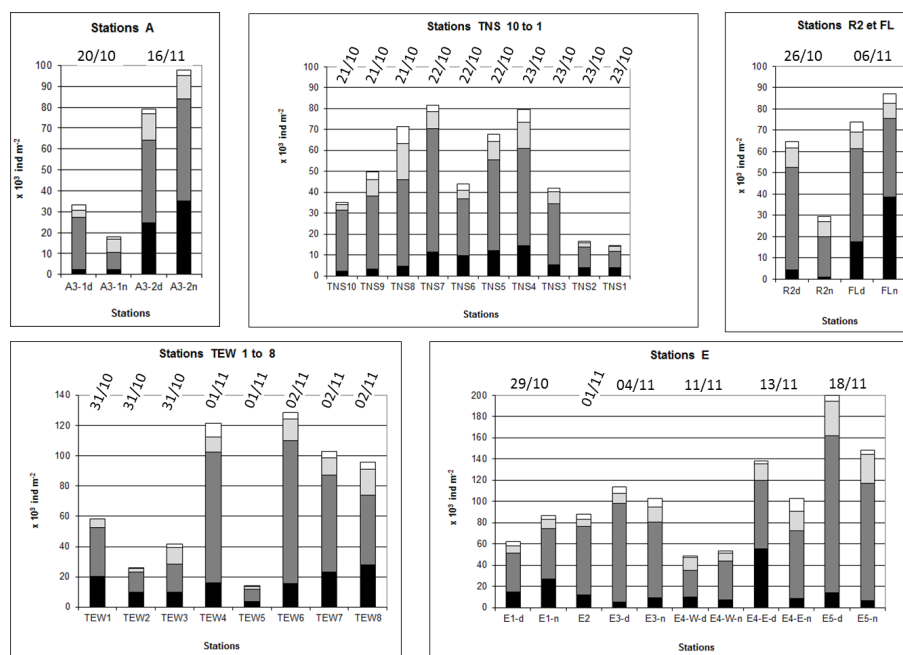 Stations A
20/10 16/11
x 10³ ind m⁻²
100
90
80
70
60
50
40
30
20
10
0
A3-1d A3-1n A3-2d A3-2n
Stations
Stations TNS 10 to 1
21/10 21/10 21/10 22/10 22/10 22/10 23/10 23/10 23/10 23/10
x 10³ ind m⁻²
100
90
80
70
60
50
40
30
20
10
0
TNS10 TNS9 TNS8 TNS7 TNS6 TNS5 TNS4 TNS3 TNS2 TNS1
Stations
Stations R2 et FL
26/10 06/11
x 10³ ind m⁻²
100
90
80
70
60
50
40
30
20
10
0
R2d R2n FLd FLn
Stations
Stations TEW 1 to 8
31/10 31/10 31/10 01/11 01/11 02/11 02/11 02/11
x 10³ ind m⁻²
140
120
100
80
60
40
20
0
TEW1 TEW2 TEW3 TEW4 TEW5 TEW6 TEW7 TEW8
Stations
Stations E
29/10 01/11 04/11 11/11 13/11 18/11
x 10³ ind m⁻²
200
180
160
140
120
100
80
60
40
20
0
E1-d E1-n E2 E3-d E3-n E4-W-d E4-W-n E4-E-d E4-E-n E5-d E5-n
Stations